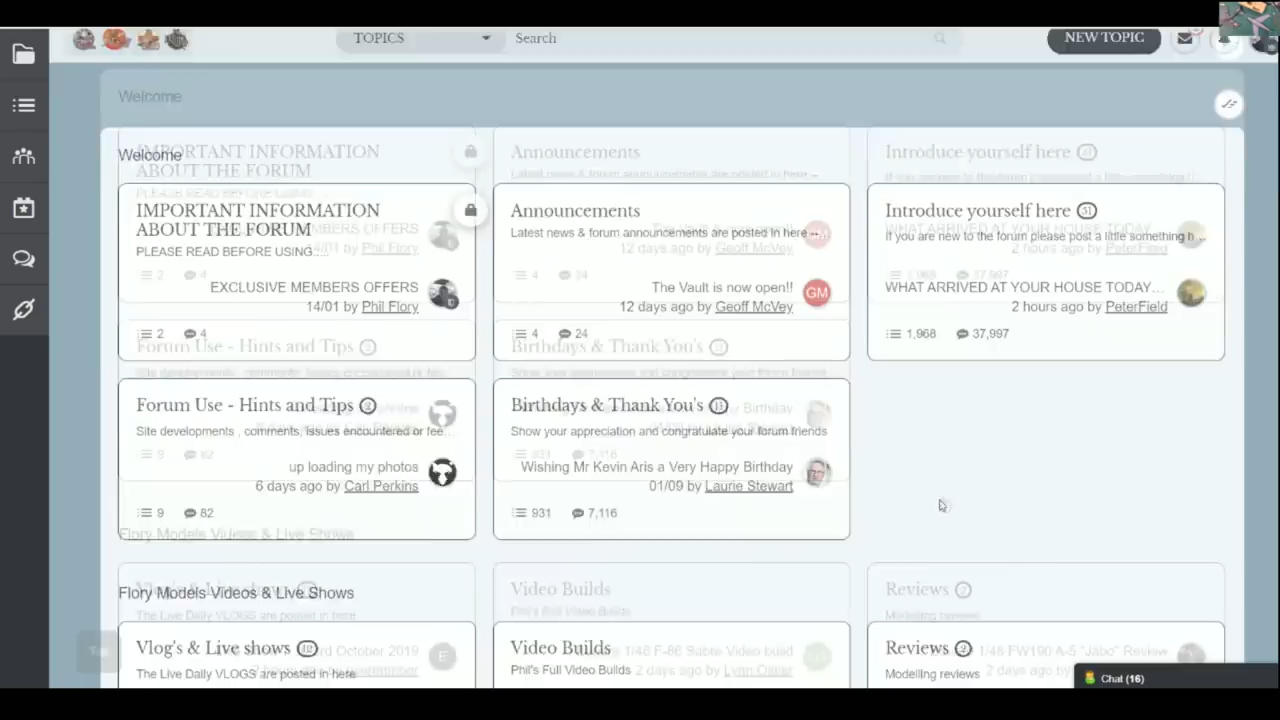 TOPICS
Search
NEW TOPIC
Welcome
Welcome
IMPORTANT INFORMATION
ABOUT THE FORUM
PLEASE READ BEFORE USING.....
EXCLUSIVE MEMBERS OFFERS
14/01 by Phil Flory
2 4
Announcements
Latest news & forum announcements are posted in here
The Vault is now open!!
12 days ago by Geoff McVey
GM
4 24
Introduce yourself here 31
If you are new to the forum please post a little something h...
WHAT ARRIVED AT YOUR HOUSE TODAY...
2 hours ago by PeterField
1,968 37,997
Forum Use - Hints and Tips
Site developments , comments, issues encountered or fee...
up loading my photos
6 days ago by Carl Perkins
9 82
Birthdays & Thank You's
Show your appreciation and congratulate your forum friends
Wishing Mr Kevin Aris a Very Happy Birthday
01/09 by Laurie Stewart
931 7,116
Flory Models Videos & Live Shows
Flory Models Videos & Live Shows
Vlog's & Live shows
The Live Daily VLOGS are posted in here
Video Builds
Phil's Full Video Builds
Reviews 2
Modelling reviews
Chat (16)